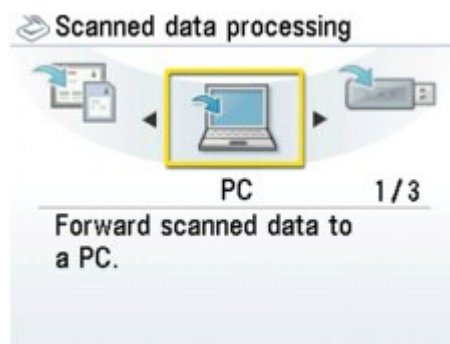 Scanned data processing
PC 1/3
Forward scanned data to
a PC.